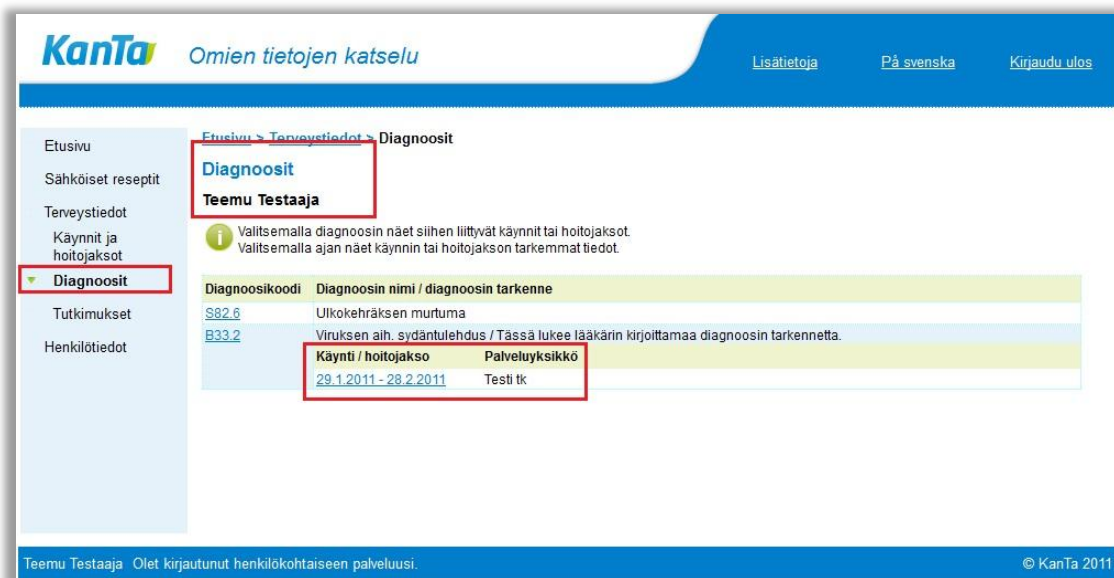 KanTa
Omien tietojen katselu
Lisätietoja
På svenska
Kirjaudu ulos
Etusivu
Sähköiset reseptit
Terveystiedot
Käynnit ja
hoitojaksot
Diagnoosit
Tutkimukset
Henkilötiedot
Etusivu > Terveystiedot > Diagnoosit
Diagnoosit
Teemu Testaaja
i
Valitsemalla diagnoosin näet siihen liittyvät käynnit tai hoitojaksot.
Valitsemalla ajan näet käynnin tai hoitojakson tarkemmat tiedot.
Diagnoosikoodi Diagnoosin nimi / diagnoosin tarkenne
S82.6 Ulkokehräksen murtuma
B33.2 Viruksen aih. sydäntulehdus / Tässä lukee lääkärin kirjoittamaa diagnoosin tarkennetta.
Käynti / hoitojakso Palveluyksikkö
29.1.2011 - 28.2.2011 Testi tk
Teemu Testaaja Olet kirjautunut henkilökohtaiseen palveluusi.
© KanTa 2011